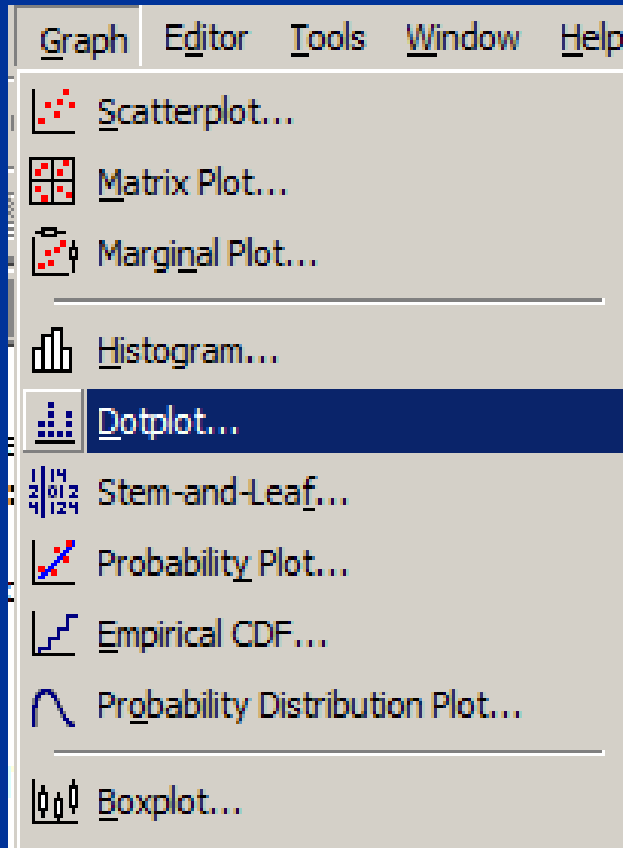 Graph Editor Tools Window Help
Scatterplot...
Matrix Plot...
Marginal Plot...
Histogram...
Dotplot...
Stem-and-Leaf...
Probability Plot...
Empirical CDF...
Probability Distribution Plot...
Boxplot...